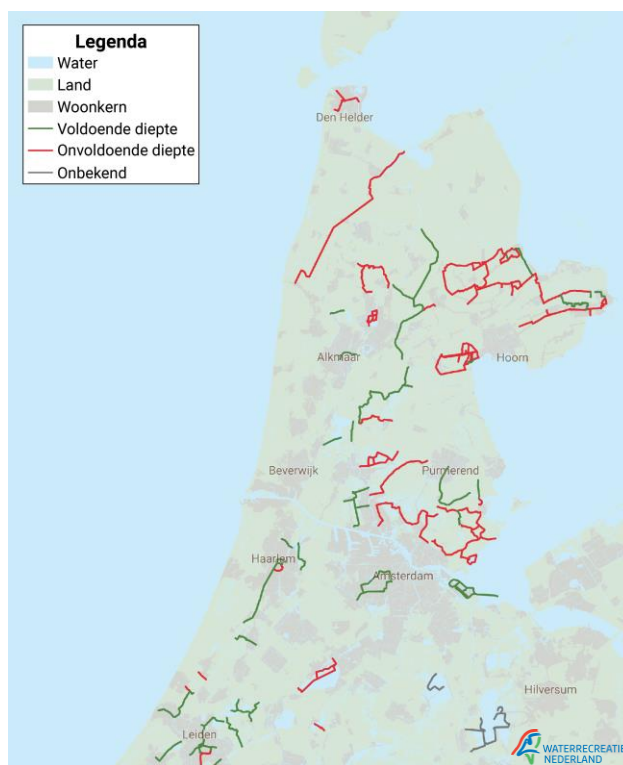 Legenda
Water
Land
Woonkern
Voldoende diepte
Onvoldoende diepte
Onbekend
Den Helder
Alkmaar
Hoorn
Beverwijk
Purmerend
Haarlem
Amsterdam
Hilversum
Leiden
WATERRECREATIE
NEDERLAND